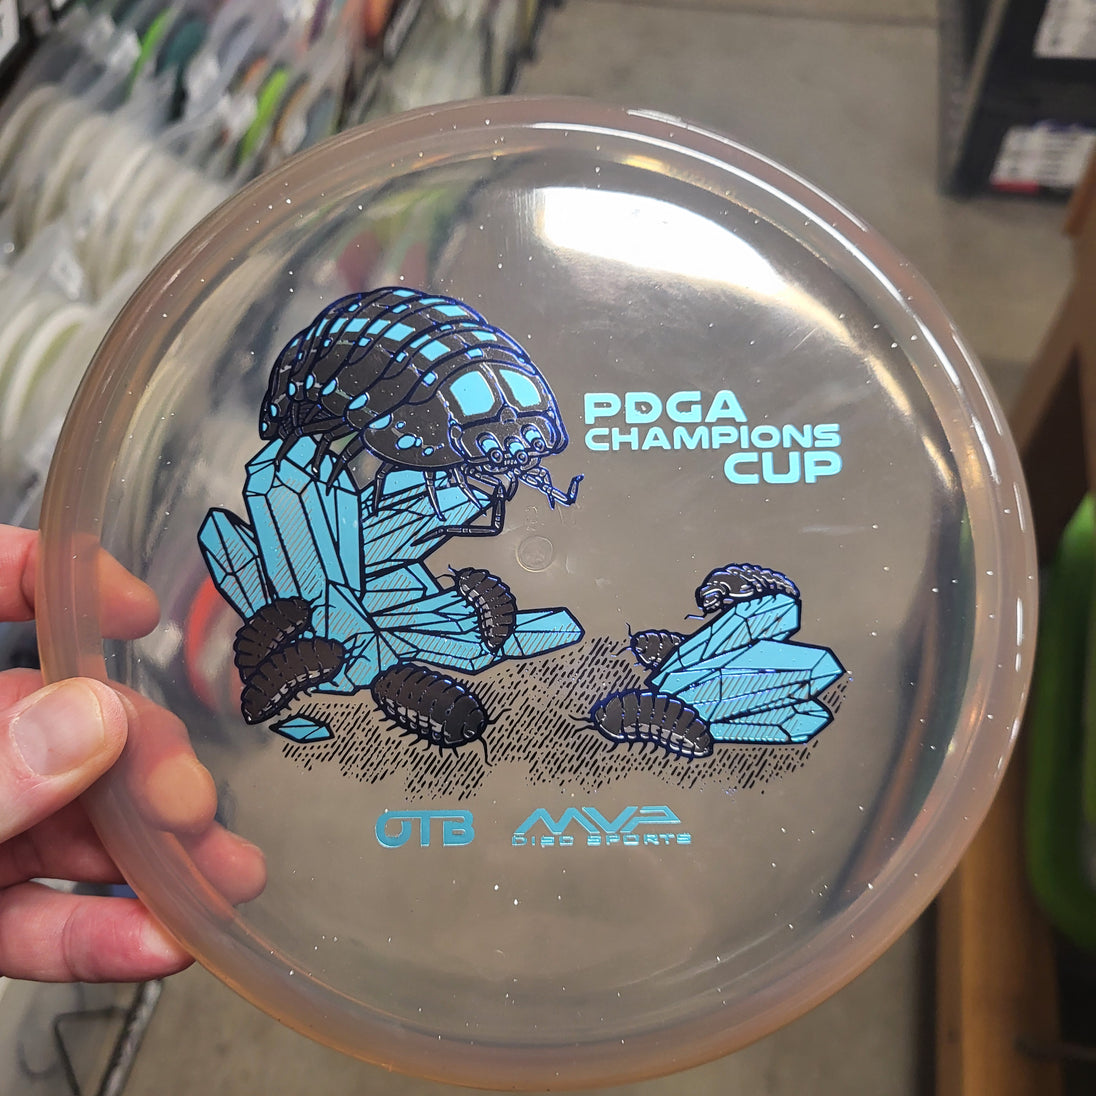 PDGA
CHAMPIONS
CUP
OTB
MVP
DISC SPORTS